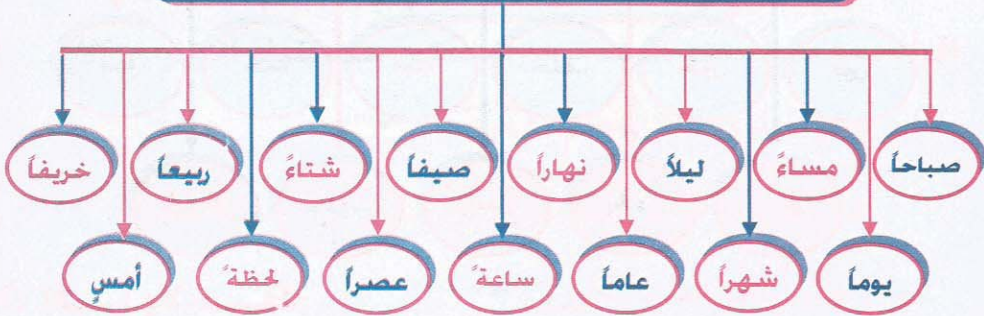 صباحاً مساءً ليلاً نهاراً صيفاً شتاءً ربيعاً خريفاً
يوماً شهراً عاماً ساعةً عصراً لحظةً أمسٍ